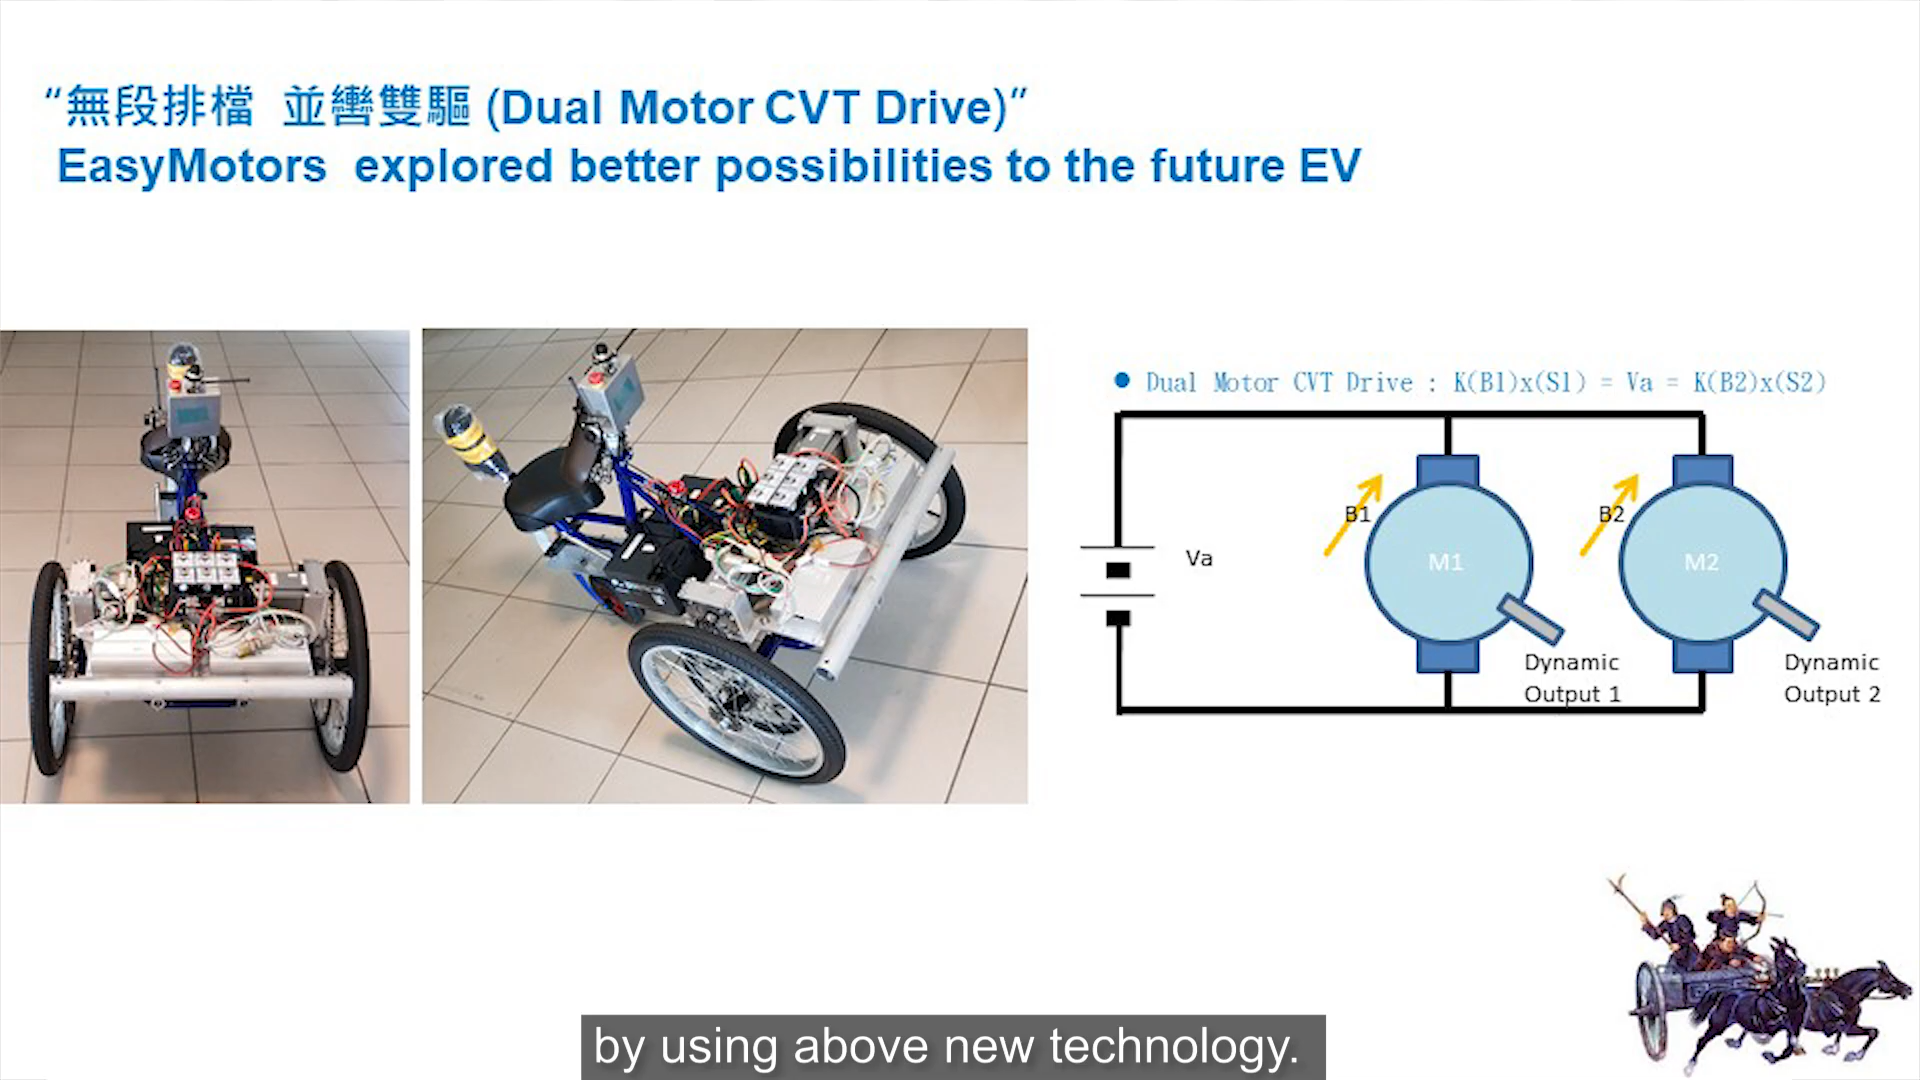 “無段排檔 並轡雙驅 (Dual Motor CVT Drive)”
EasyMotors explored better possibilities to the future EV
● Dual Motor CVT Drive : K(B1)x(S1) = Va = K(B2)x(S2)
Va
B1
M1
B2
M2
Dynamic
Output 1
Dynamic
Output 2
by using above new technology.